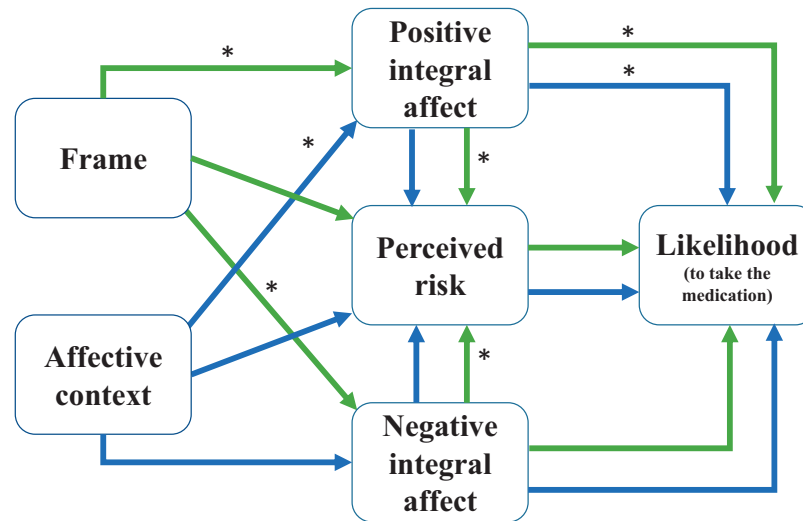 Positive
integral
affect
*
*
*
Frame
*
*
Perceived
risk
Likelihood
(to take the
medication)
*
*
Affective
context
Negative
integral
affect